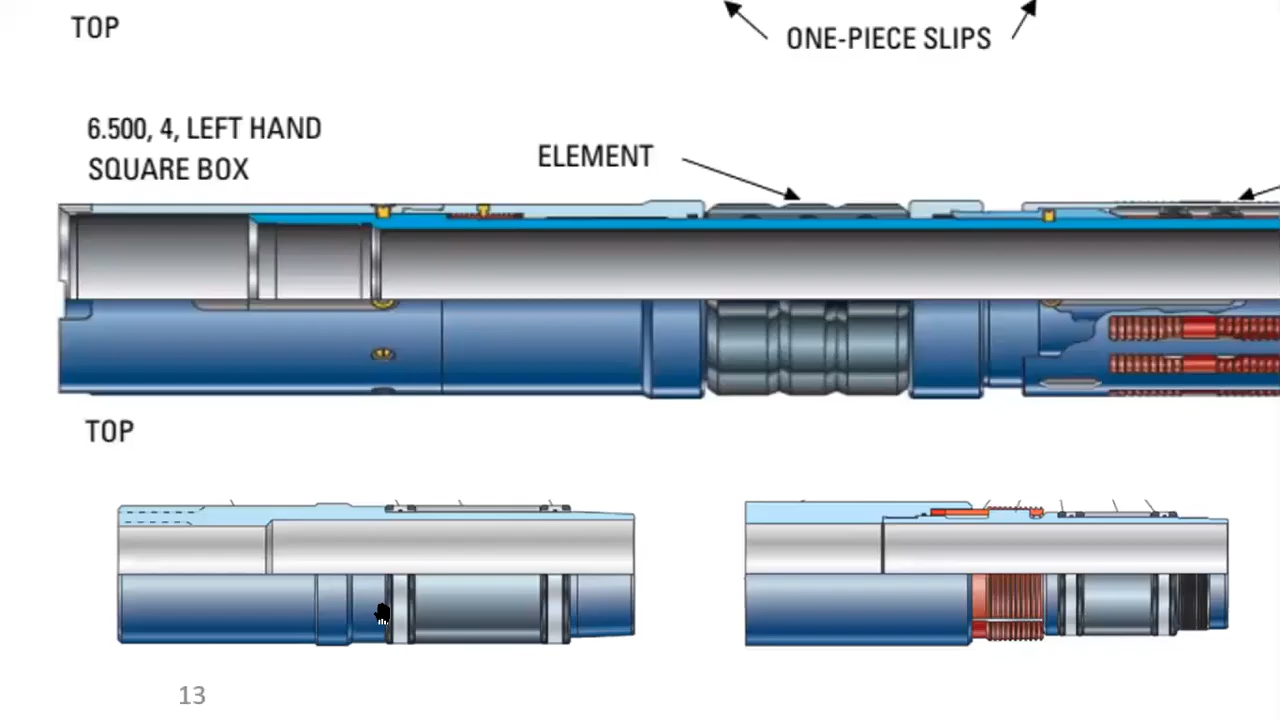 TOP
ONE-PIECE SLIPS
6.500, 4, LEFT HAND
SQUARE BOX
ELEMENT
TOP
13